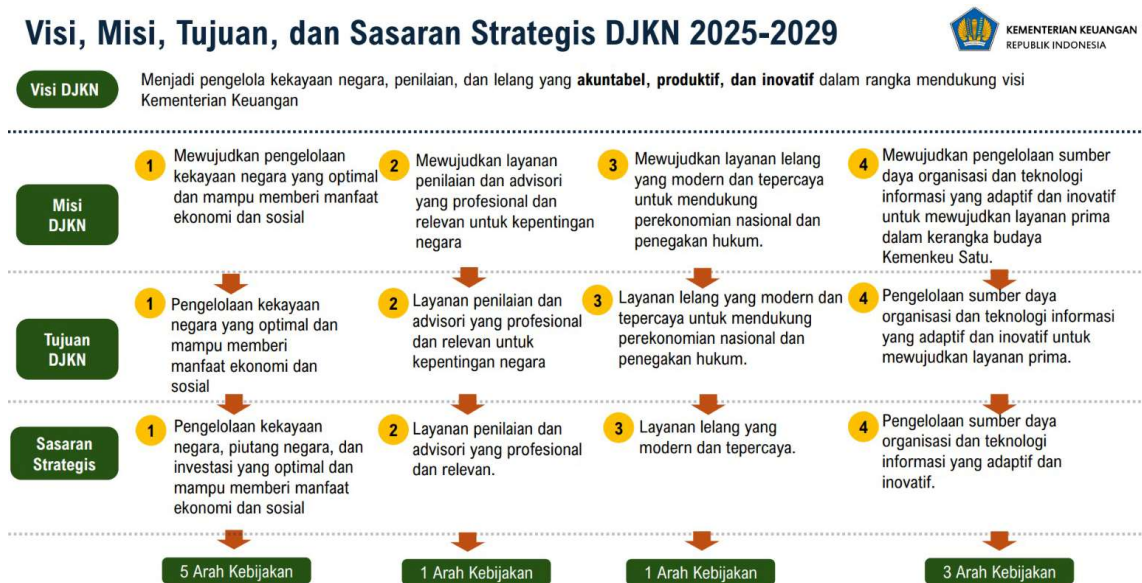 Visi, Misi, Tujuan, dan Sasaran Strategis DJKN 2025-2029
KEMENTERIAN KEUANGAN
REPUBLIK INDONESIA
Visi DJKN
Menjadi pengelola kekayaan negara, penilaian, dan lelang yang akuntabel, produktif, dan inovatif dalam rangka mendukung visi
Kementerian Keuangan
Misi
DJKN
1
Mewujudkan pengelolaan
kekayaan negara yang optimal
dan mampu memberi manfaat
ekonomi dan sosial
2
Mewujudkan layanan
penilaian dan advisori
yang profesional dan
relevan untuk kepentingan
negara
3
Mewujudkan layanan lelang
yang modern dan tepercaya
untuk mendukung
perekonomian nasional dan
penegakan hukum.
4
Mewujudkan pengelolaan sumber
daya organisasi dan teknologi
informasi yang adaptif dan inovatif
untuk mewujudkan layanan prima
dalam kerangka budaya
Kemenkeu Satu.
Tujuan
DJKN
1
Pengelolaan kekayaan
negara yang optimal dan
mampu memberi
manfaat ekonomi dan
sosial
2
Layanan penilaian dan
advisori yang profesional
dan relevan untuk
kepentingan negara
3
Layanan lelang yang modern dan
tepercaya untuk mendukung
perekonomian nasional dan
penegakan hukum.
4
Pengelolaan sumber daya
organisasi dan teknologi informasi
yang adaptif dan inovatif untuk
mewujudkan layanan prima.
Sasaran
Strategis
1
Pengelolaan kekayaan
negara, piutang negara, dan
investasi yang optimal dan
mampu memberi manfaat
ekonomi dan sosial
2
Layanan penilaian dan
advisori yang profesional
dan relevan.
3
Layanan lelang yang
modern dan tepercaya.
4
Pengelolaan sumber daya
organisasi dan teknologi
informasi yang adaptif dan
inovatif.
5 Arah Kebijakan
1 Arah Kebijakan
1 Arah Kebijakan
3 Arah Kebijakan